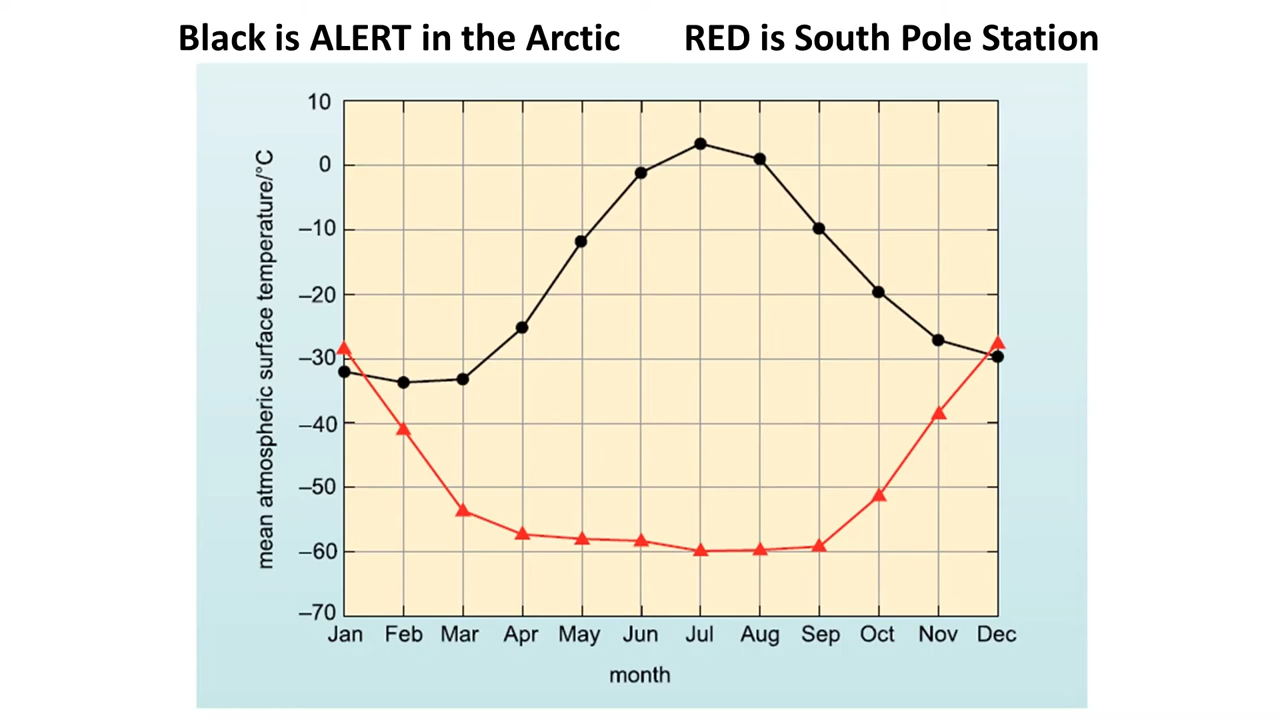 Black is ALERT in the Arctic RED is South Pole Station
mean atmospheric surface temperature/°C
10
0
–10
–20
–30
–40
–50
–60
–70
Jan Feb Mar Apr May Jun Jul Aug Sep Oct Nov Dec
month